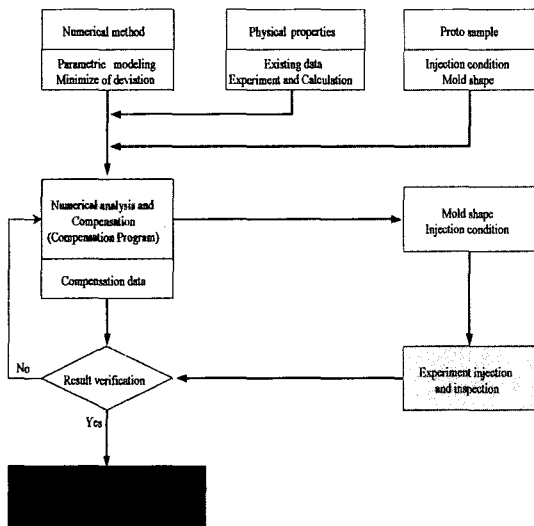 Numerical method
Parametric modeling
Minimize of deviation
Physical properties
Existing data
Experiment and Calculation
Proto sample
Injection condition
Mold shape
Numerical analysis and
Compensation
(Compensation Program)
Compensation data
Mold shape
Injection condition
No
Result verification
Experiment injection
and inspection
Yes